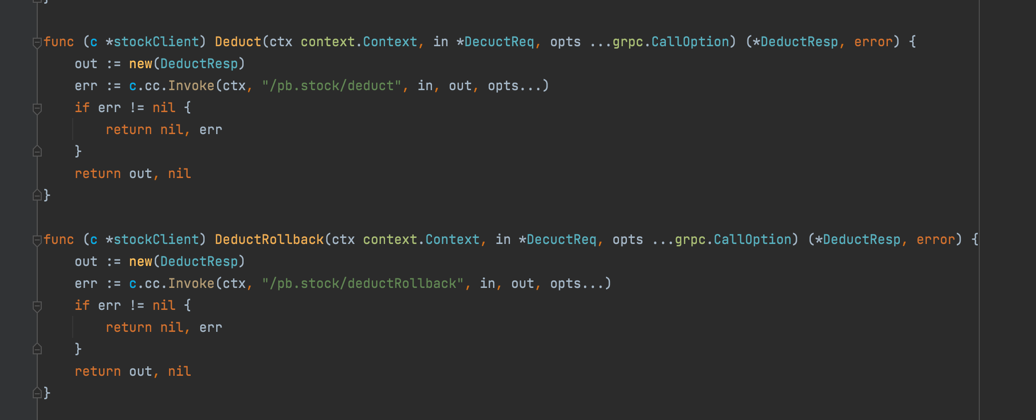 }
func (c *stockClient) Deduct(ctx context.Context, in *DecuctReq, opts ...grpc.CallOption) (*DeductResp, error) {
    out := new(DeductResp)
    err := c.cc.Invoke(ctx, "/pb.stock/deduct", in, out, opts...)
    if err != nil {
        return nil, err
    }
    return out, nil
}
func (c *stockClient) DeductRollback(ctx context.Context, in *DecuctReq, opts ...grpc.CallOption) (*DeductResp, error) {
    out := new(DeductResp)
    err := c.cc.Invoke(ctx, "/pb.stock/deductRollback", in, out, opts...)
    if err != nil {
        return nil, err
    }
    return out, nil
}